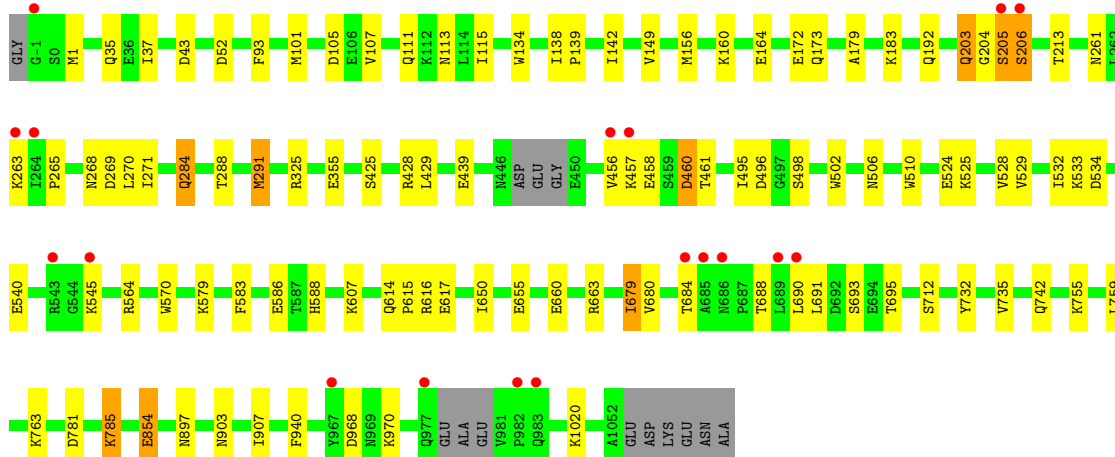 GLY G-1 S0 M1 Q35 E36 I37 D43 D52 F93 M101 D105 E106 V107 Q111 K112 N113 L114 I115 W134 I138 P139 I142 V149 M156 K160 E164 E172 Q173 A179 K183 Q192 Q203 G204 S205 S206 T213 N261
K263 I264 P265 N268 D269 L270 I271 Q284 T288 M291 R325 E355 S425 R428 L429 E439 N446 ASP GLU GLY E450 V456 K457 E458 S459 D460 T461 I495 D496 G497 S498 W502 N506 W510 E524 K525 V528 V529 I532 K533 D534
E540 R543 G544 K545 R564 W570 K579 F583 E586 T587 H588 K607 Q614 P615 R616 E617 I650 E655 E660 R663 I679 V680 T684 A685 N686 P687 T688 L689 L690 L691 D692 S693 E694 T695 S712 Y732 V735 Q742 K755
K763 D781 K785 E854 N897 N903 I907 F940 Y967 D968 N969 K970 Q977 GLU ALA GLU V981 P982 Q983 K1020 A1052 GLU ASP LYS GLU ASN ALA